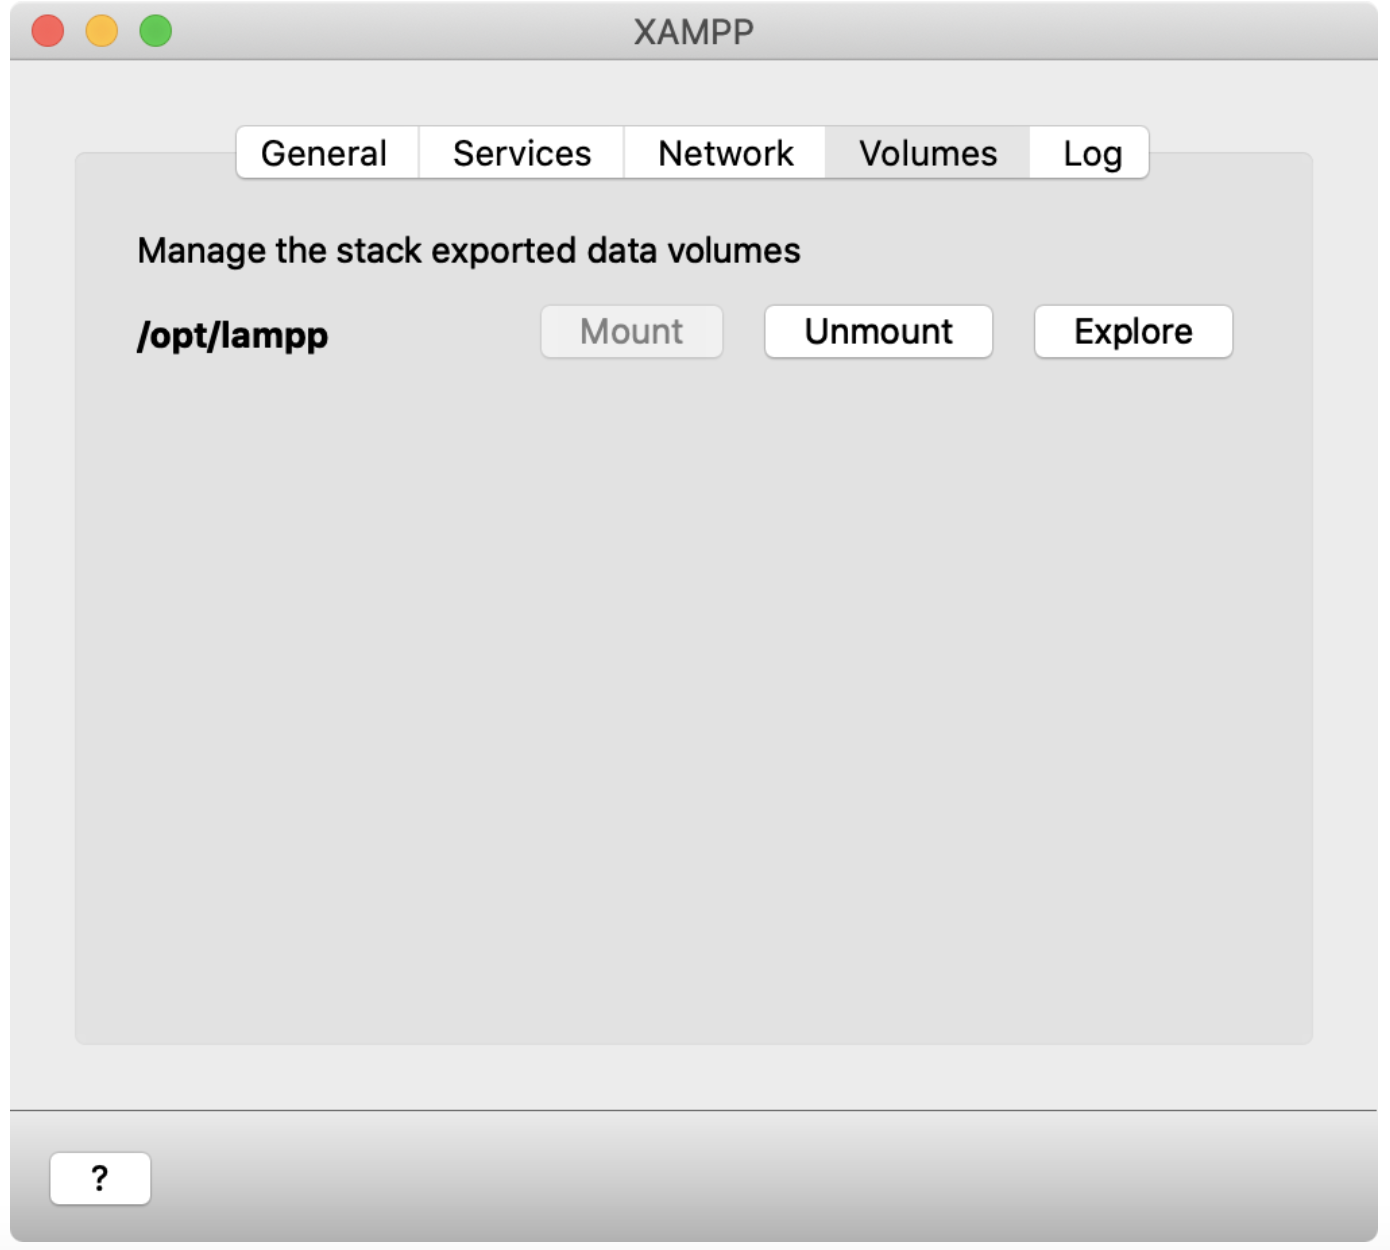 XAMPP
General Services Network Volumes Log
Manage the stack exported data volumes
/opt/lampp Mount Unmount Explore
?